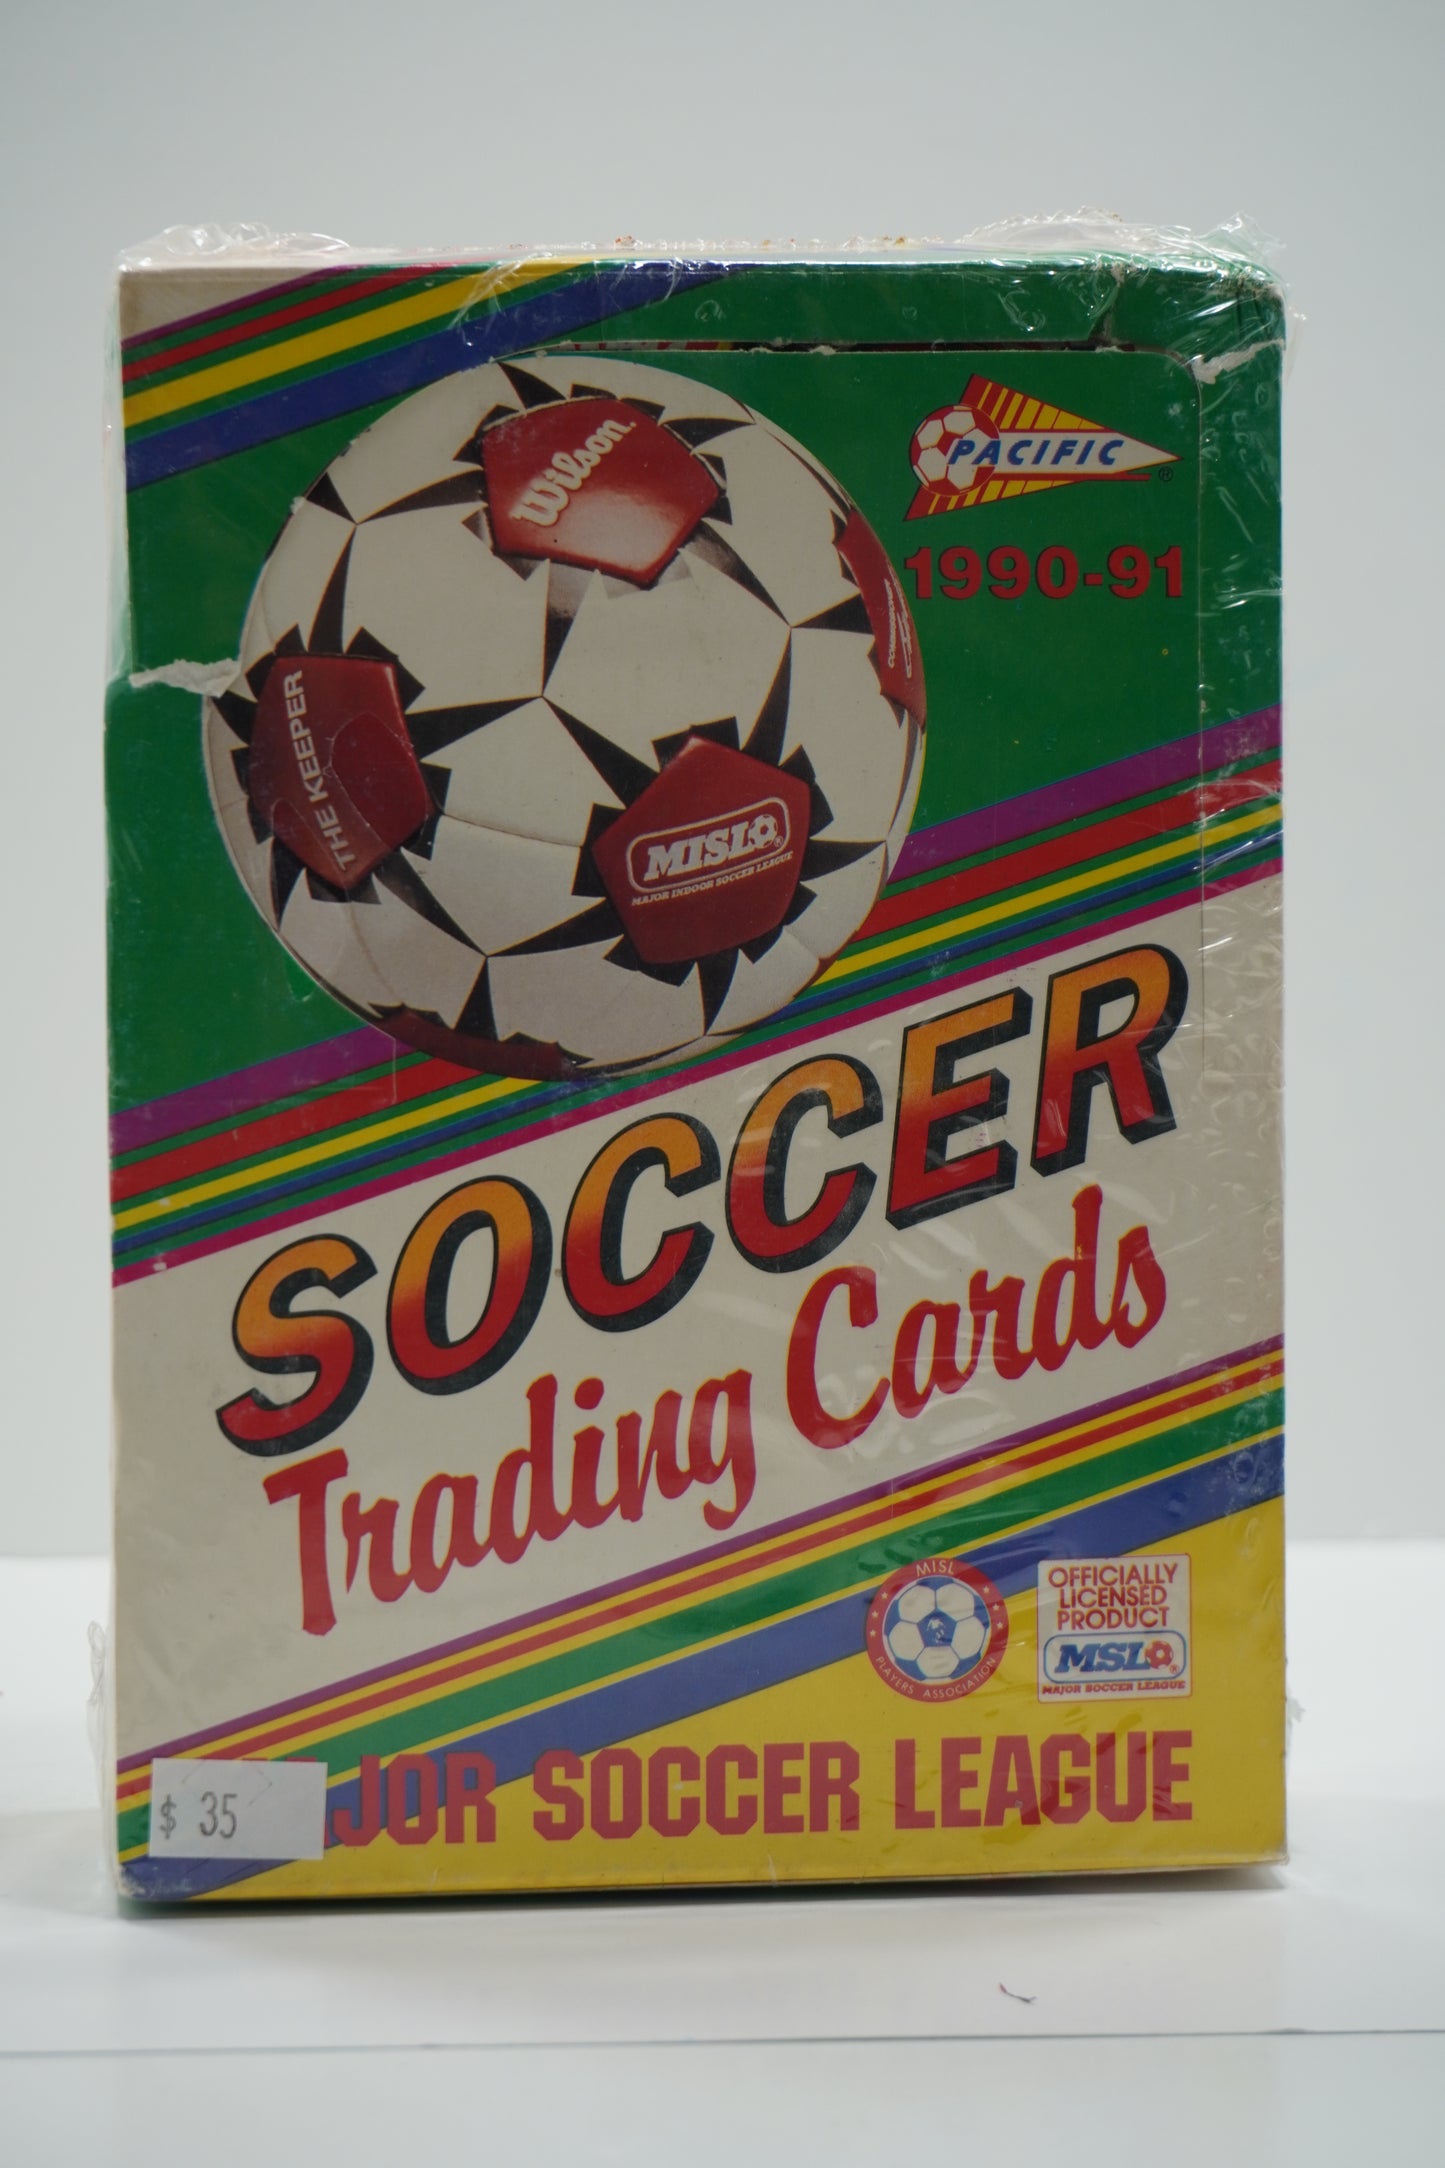 Wilson.
PACIFIC ®
1990-91
COMMISSIONER
THE KEEPER
MISL ®
MAJOR INDOOR SOCCER LEAGUE
SOCCER
Trading Cards
MISL
PLAYERS ASSOCIATION
OFFICIALLY
LICENSED
PRODUCT
MSL ®
MAJOR SOCCER LEAGUE
JOR SOCCER LEAGUE
$ 35